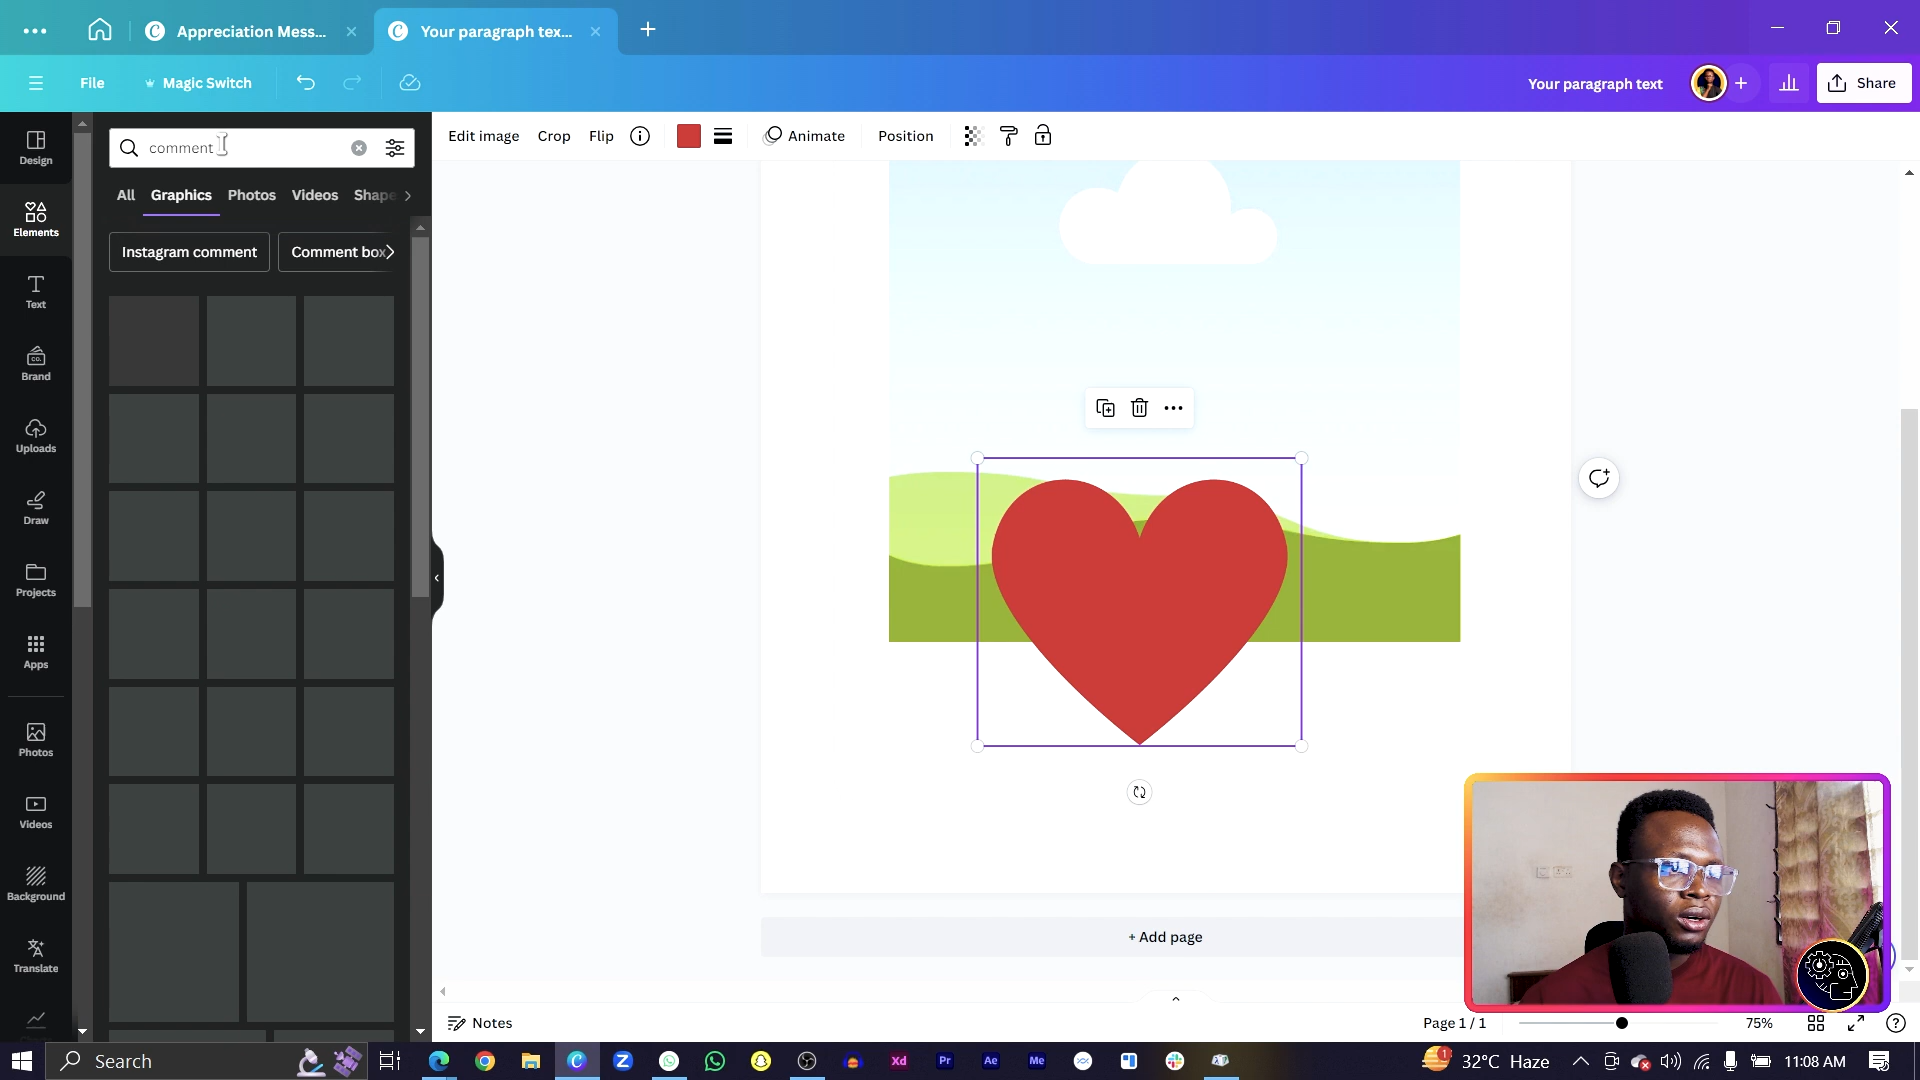 Appreciation Mess...
Your paragraph tex...
File
Magic Switch
Your paragraph text
Share
Design
Elements
Text
Brand
Uploads
Draw
Projects
Apps
Photos
Videos
Background
Translate
comment
All
Graphics
Photos
Videos
Shape
Instagram comment
Comment box
Edit image
Crop
Flip
Animate
Position
+ Add page
Notes
Page 1 / 1
75%
Search
32°C Haze
11:08 AM